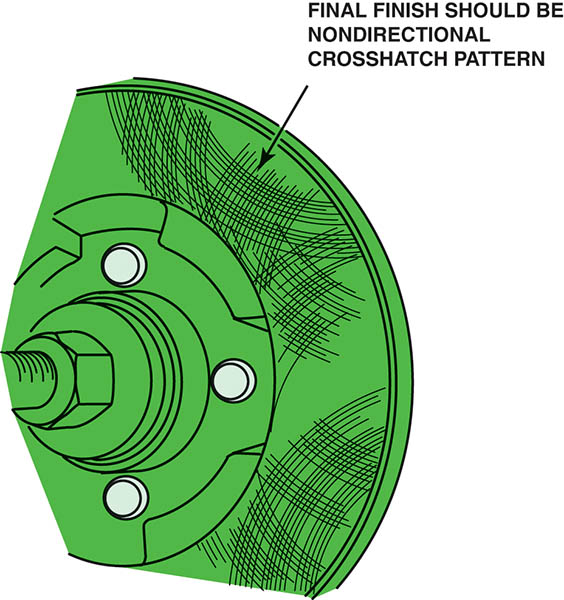 FINAL FINISH SHOULD BE
NONDIRECTIONAL
CROSSHATCH PATTERN